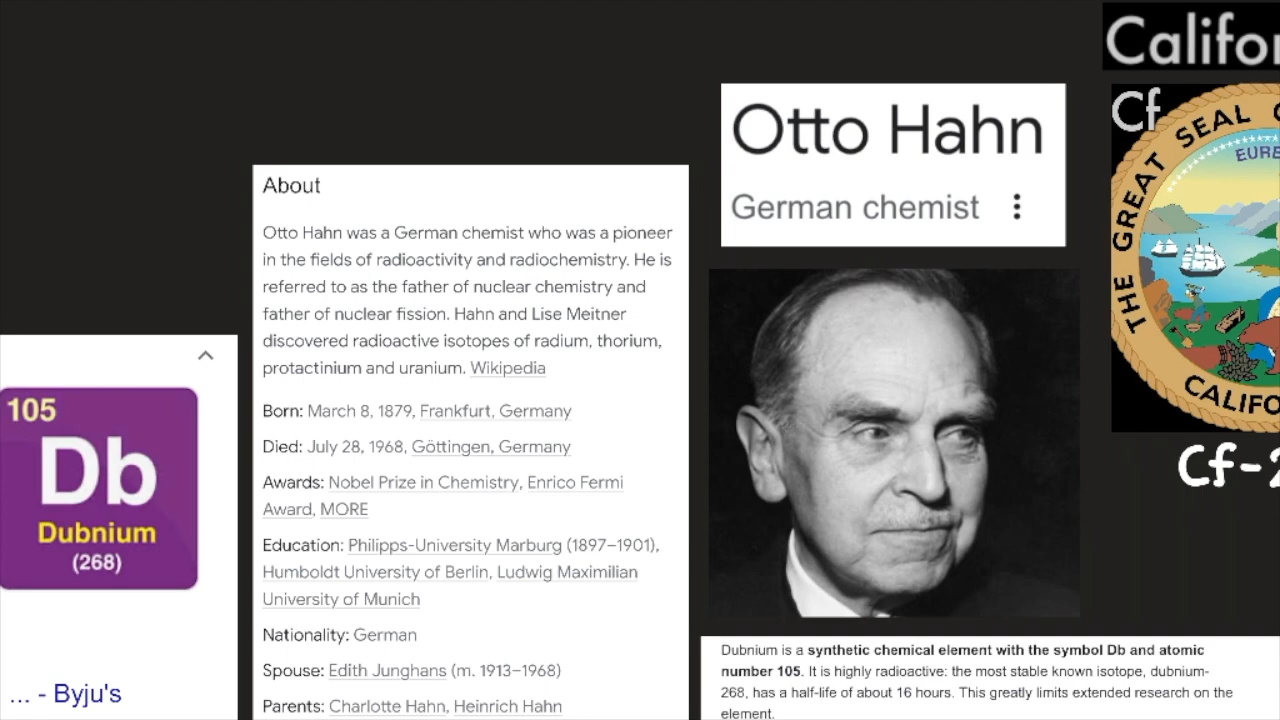 105
Db
Dubnium
(268)
... - Byju's
About
Otto Hahn was a German chemist who was a pioneer
in the fields of radioactivity and radiochemistry. He is
referred to as the father of nuclear chemistry and
father of nuclear fission. Hahn and Lise Meitner
discovered radioactive isotopes of radium, thorium,
protactinium and uranium. Wikipedia
Born: March 8, 1879, Frankfurt, Germany
Died: July 28, 1968, Göttingen, Germany
Awards: Nobel Prize in Chemistry, Enrico Fermi
Award, MORE
Education: Philipps-University Marburg (1897–1901),
Humboldt University of Berlin, Ludwig Maximilian
University of Munich
Nationality: German
Spouse: Edith Junghans (m. 1913–1968)
Parents: Charlotte Hahn, Heinrich Hahn
Otto Hahn
German chemist
Dubnium is a synthetic chemical element with the symbol Db and atomic
number 105. It is highly radioactive: the most stable known isotope, dubnium-
268, has a half-life of about 16 hours. This greatly limits extended research on the
element.
Califor
Cf
THE GREAT SEAL
EURE
CALIFO
Cf-2